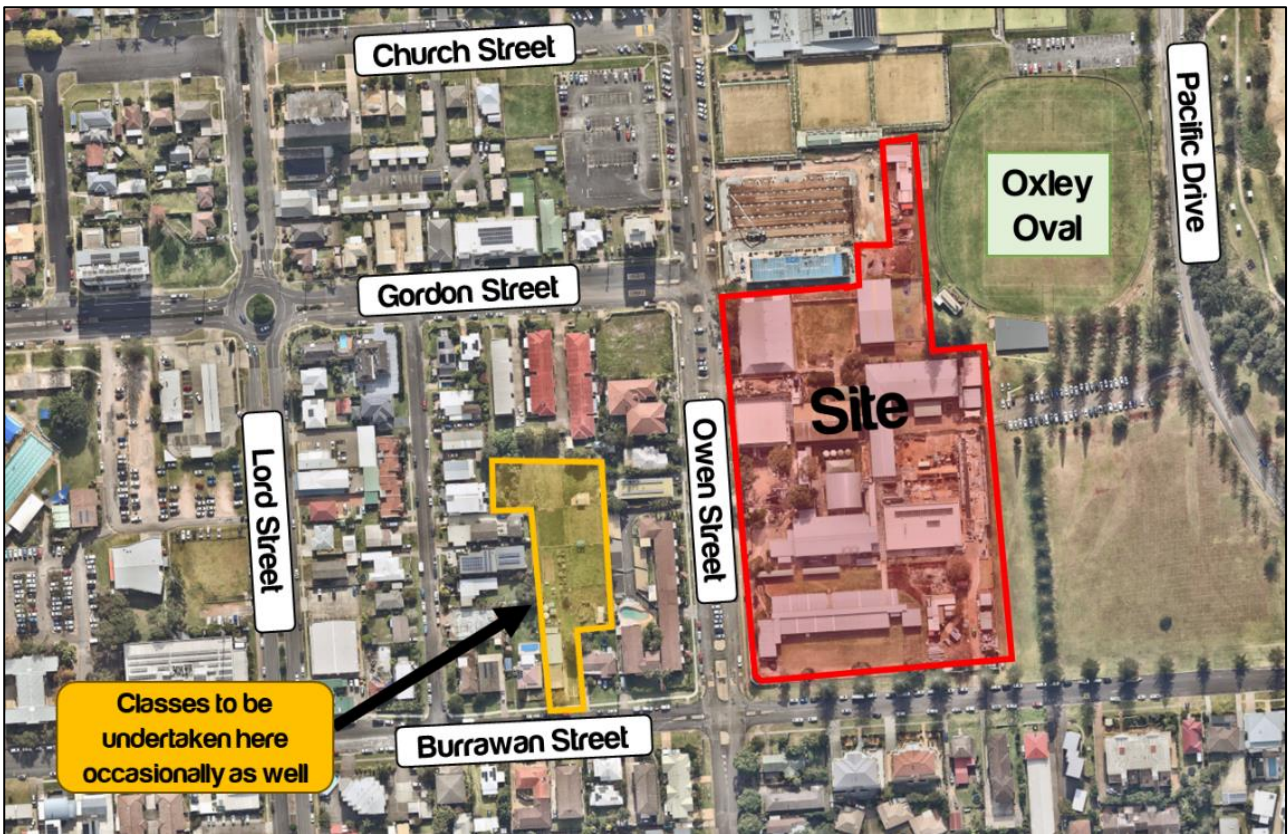 Church Street
Pacific Drive
Oxley
Oval
Gordon Street
Site
Lord Street
Owen Street
Classes to be
undertaken here
occasionally as well
Burrawan Street